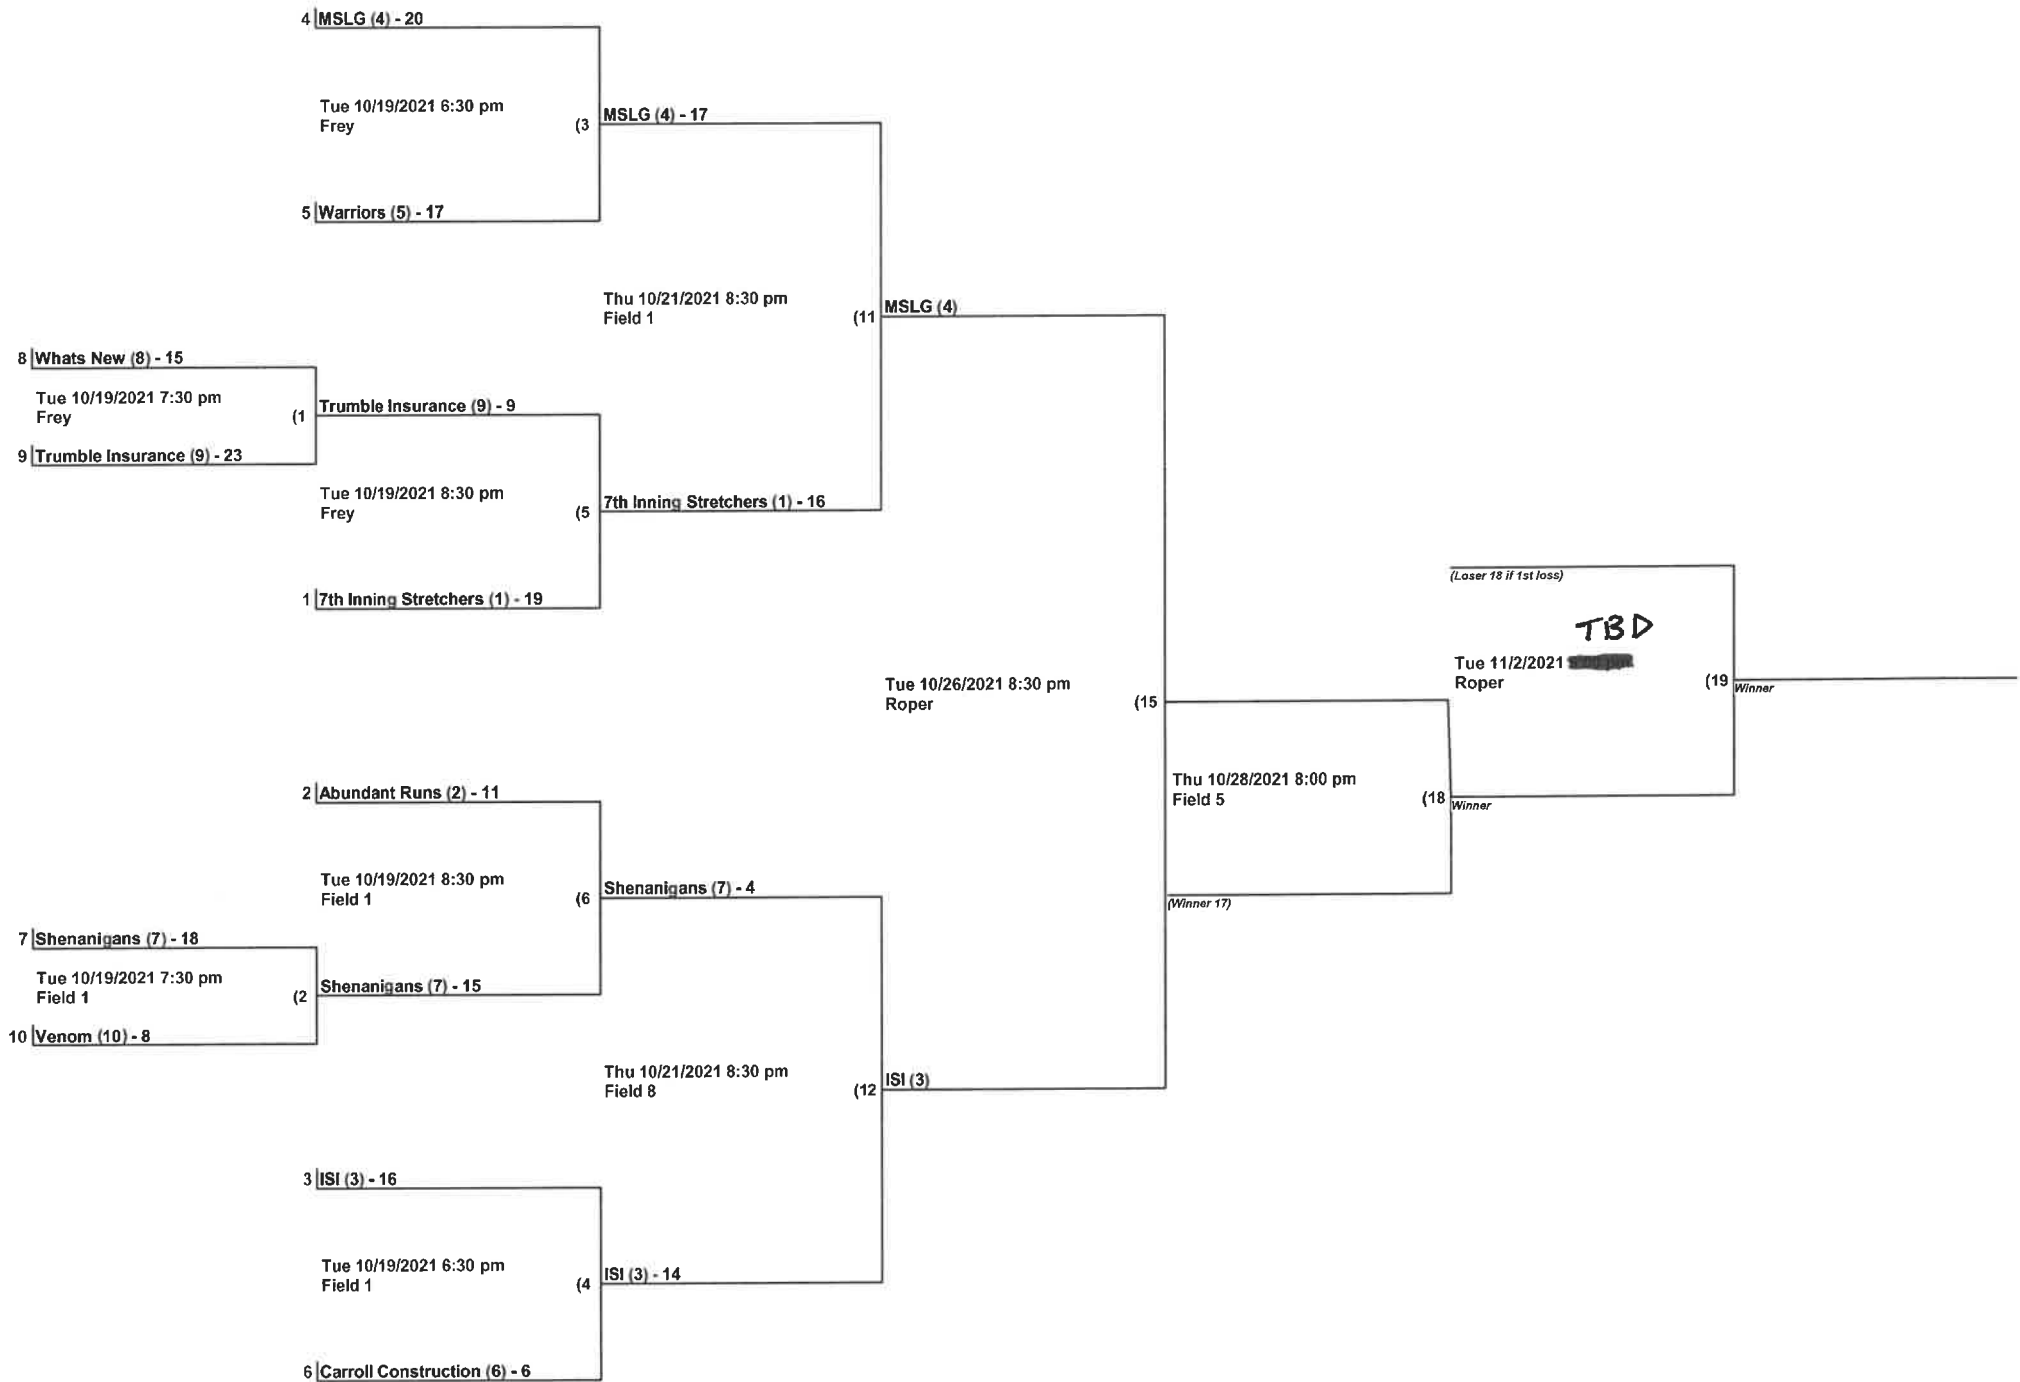 4 MSLG (4) - 20
Tue 10/19/2021 6:30 pm
Frey
(3
MSLG (4) - 17
5 Warriors (5) - 17
Thu 10/21/2021 8:30 pm
Field 1
(11
MSLG (4)
8 Whats New (8) - 15
Tue 10/19/2021 7:30 pm
Frey
(1
Trumble Insurance (9) - 9
9 Trumble Insurance (9) - 23
Tue 10/19/2021 8:30 pm
Frey
(5
7th Inning Stretchers (1) - 16
1 7th Inning Stretchers (1) - 19
(Loser 18 if 1st loss)
TBD
Tue 11/2/2021
Roper
(19
Winner
Tue 10/26/2021 8:30 pm
Roper
(15
2 Abundant Runs (2) - 11
Thu 10/28/2021 8:00 pm
Field 5
(18
Winner
Tue 10/19/2021 8:30 pm
Field 1
(6
Shenanigans (7) - 4
(Winner 17)
7 Shenanigans (7) - 18
Tue 10/19/2021 7:30 pm
Field 1
(2
Shenanigans (7) - 15
10 Venom (10) - 8
Thu 10/21/2021 8:30 pm
Field 8
(12
ISI (3)
3 ISI (3) - 16
Tue 10/19/2021 6:30 pm
Field 1
(4
ISI (3) - 14
6 Carroll Construction (6) - 6